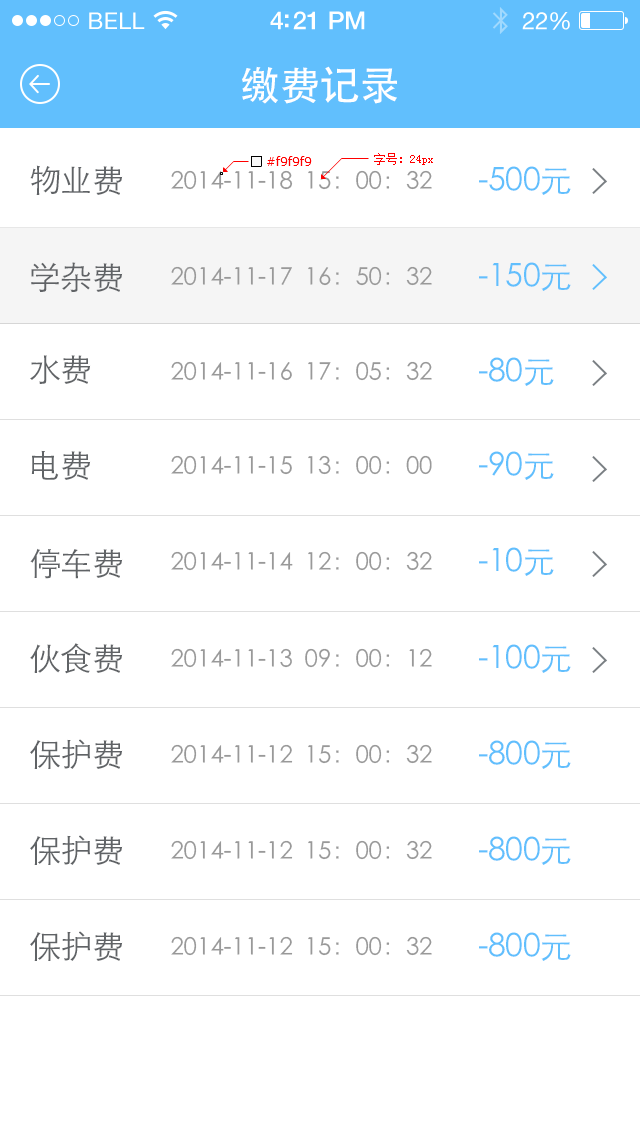 BELL 4:21 PM 22%
缴费记录
#f9f9f9 字号：24px
物业费 2014-11-18 15：00：32 -500元
学杂费 2014-11-17 16：50：32 -150元
水费 2014-11-16 17：05：32 -80元
电费 2014-11-15 13：00：00 -90元
停车费 2014-11-14 12：00：32 -10元
伙食费 2014-11-13 09：00：12 -100元
保护费 2014-11-12 15：00：32 -800元
保护费 2014-11-12 15：00：32 -800元
保护费 2014-11-12 15：00：32 -800元